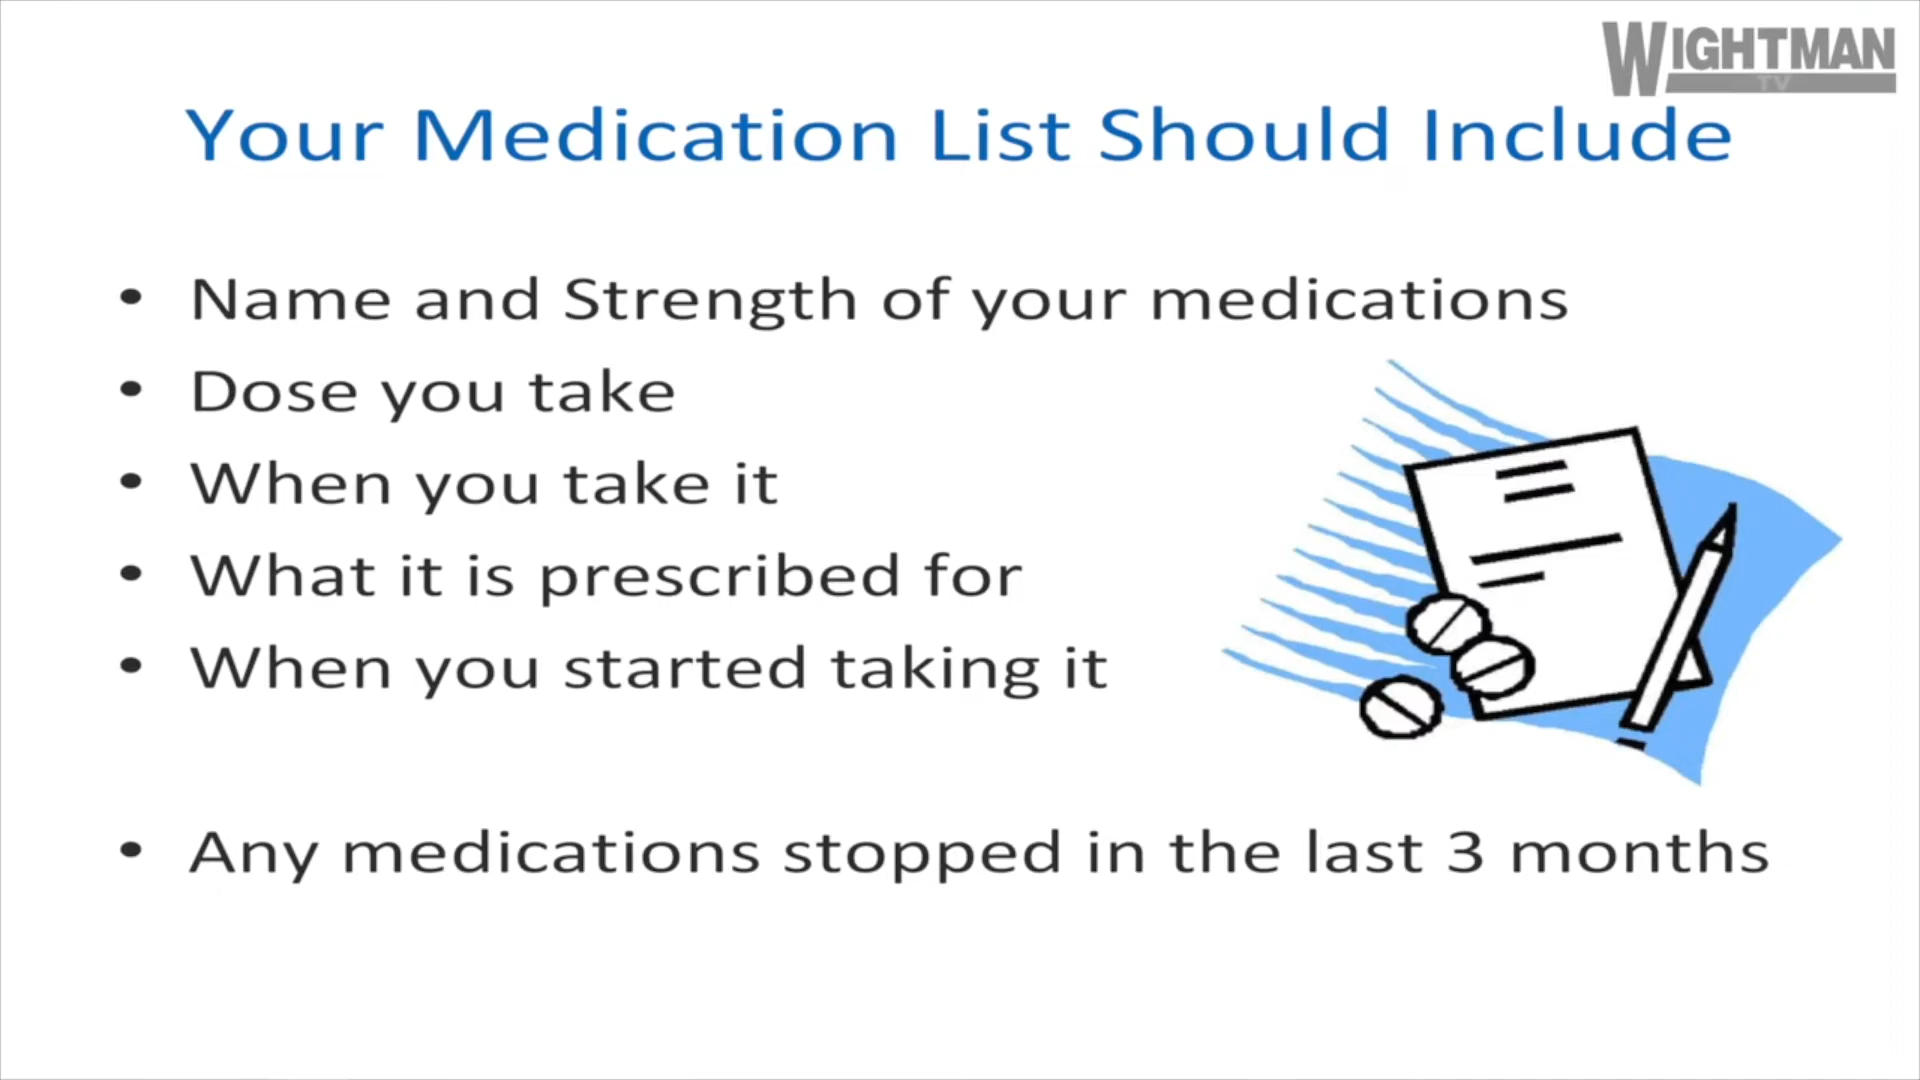 WIGHTMAN
TV
Your Medication List Should Include
• Name and Strength of your medications
• Dose you take
• When you take it
• What it is prescribed for
• When you started taking it
• Any medications stopped in the last 3 months